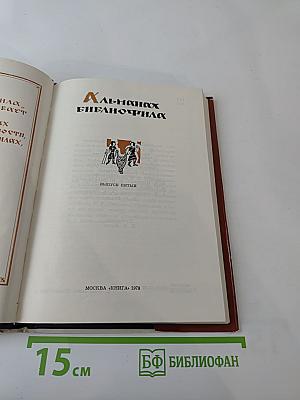 Альманах
библиофила
ВЫПУСК ПЯТЫЙ
МОСКВА «КНИГА» 1978
15 см
БФ БИБЛИОФАН